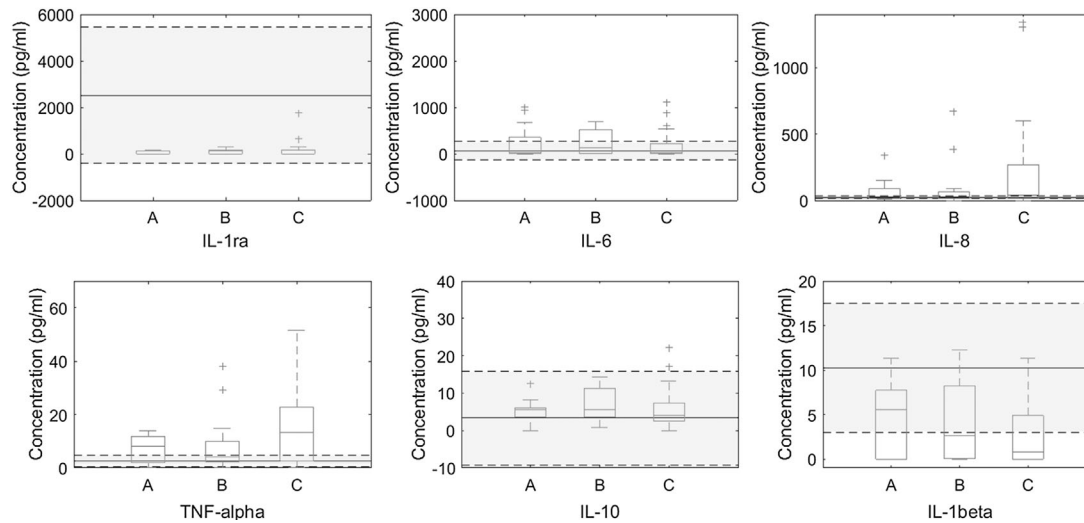 Concentration (pg/ml)
6000
4000
2000
0
-2000
A B C
IL-1ra
Concentration (pg/ml)
3000
2000
1000
0
-1000
A B C
IL-6
Concentration (pg/ml)
1000
500
0
A B C
IL-8
Concentration (pg/ml)
60
40
20
0
A B C
TNF-alpha
Concentration (pg/ml)
40
30
20
10
0
-10
A B C
IL-10
Concentration (pg/ml)
20
15
10
5
0
A B C
IL-1beta